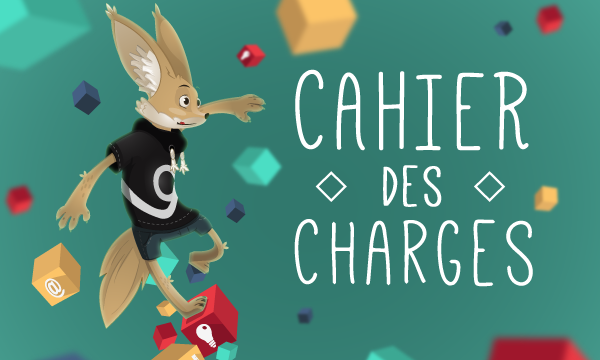 CAHIER
DES
CHARGES
@